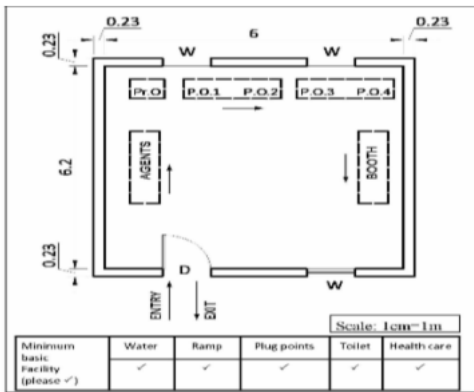 0.23 6 0.23
0.23 W W
Pr.O P.O.1 P.O.2 P.O.3 P.O.4
6.2
AGENTS
BOOTH
0.23
D W
ENTRY
EXIT
Scale: 1cm=1m
Minimum basic Facility (please ✓) Water Ramp Plug points Toilet Health care
✓ ✓ ✓ ✓ ✓